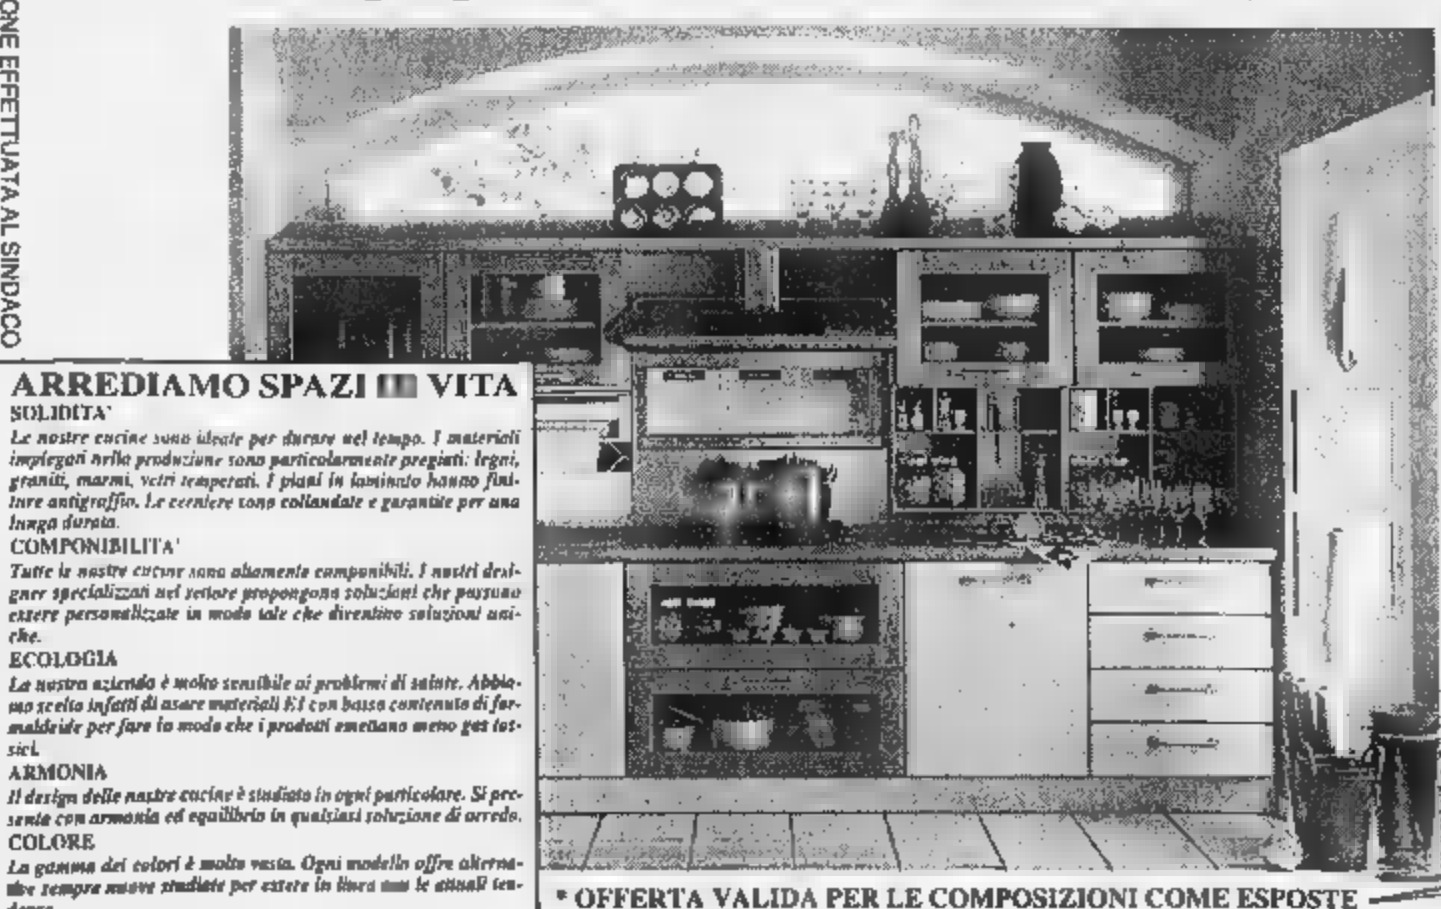 ONE EFFETTUATA AL SINDACO
ARREDIAMO SPAZI VITA
SOLIDITA'
Le nostre cucine sono ideate per durare nel tempo. I materiali
impiegati nella produzione sono particolarmente pregiati: legni,
graniti, marmi, vetri temperati. I piani in laminato hanno fini-
ture antigraffio. Le cerniere sono collaudate e garantite per una
lunga durata.
COMPONIBILITA'
Tutte le nostre cucine sono altamente componibili. I nostri desi-
gner specializzati nel settore propongono soluzioni che possono
essere personalizzate in modo tale che diventino soluzioni uni-
che.
ECOLOGIA
La nostra azienda è molto sensibile ai problemi di salute. Abbia-
mo scelto infatti di usare materiali E1 con basso contenuto di for-
maldeide per fare in modo che i prodotti emettano meno gas tos-
sici.
ARMONIA
Il design delle nostre cucine è studiato in ogni particolare. Si pre-
senta con armonia ed equilibrio in qualsiasi soluzione di arredo.
COLORE
La gamma dei colori è molto vasta. Ogni modello offre alterna-
tive sempre nuove studiate per essere in linea con le attuali ten-
denze.
* OFFERTA VALIDA PER LE COMPOSIZIONI COME ESPOSTE